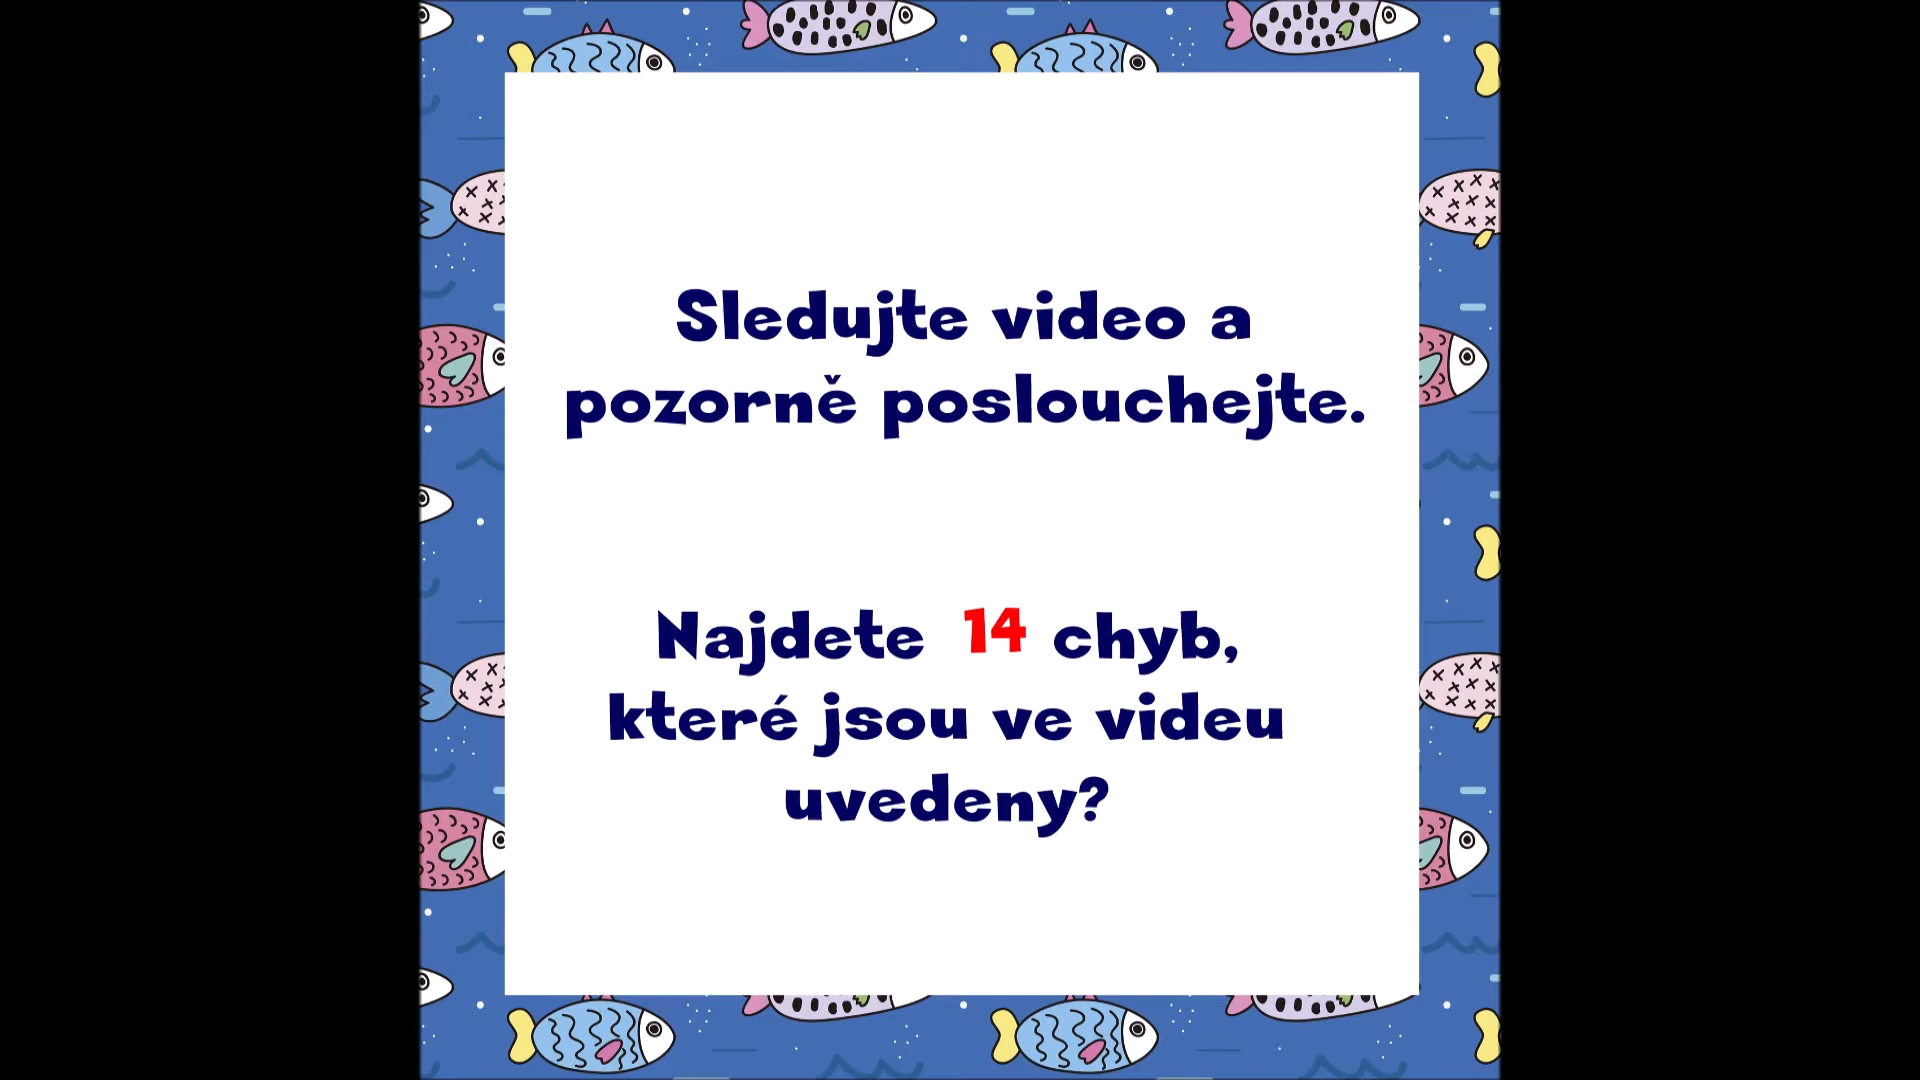 Sledujte video a
pozorně poslouchejte.
Najdete 14 chyb,
které jsou ve videu
uvedeny?